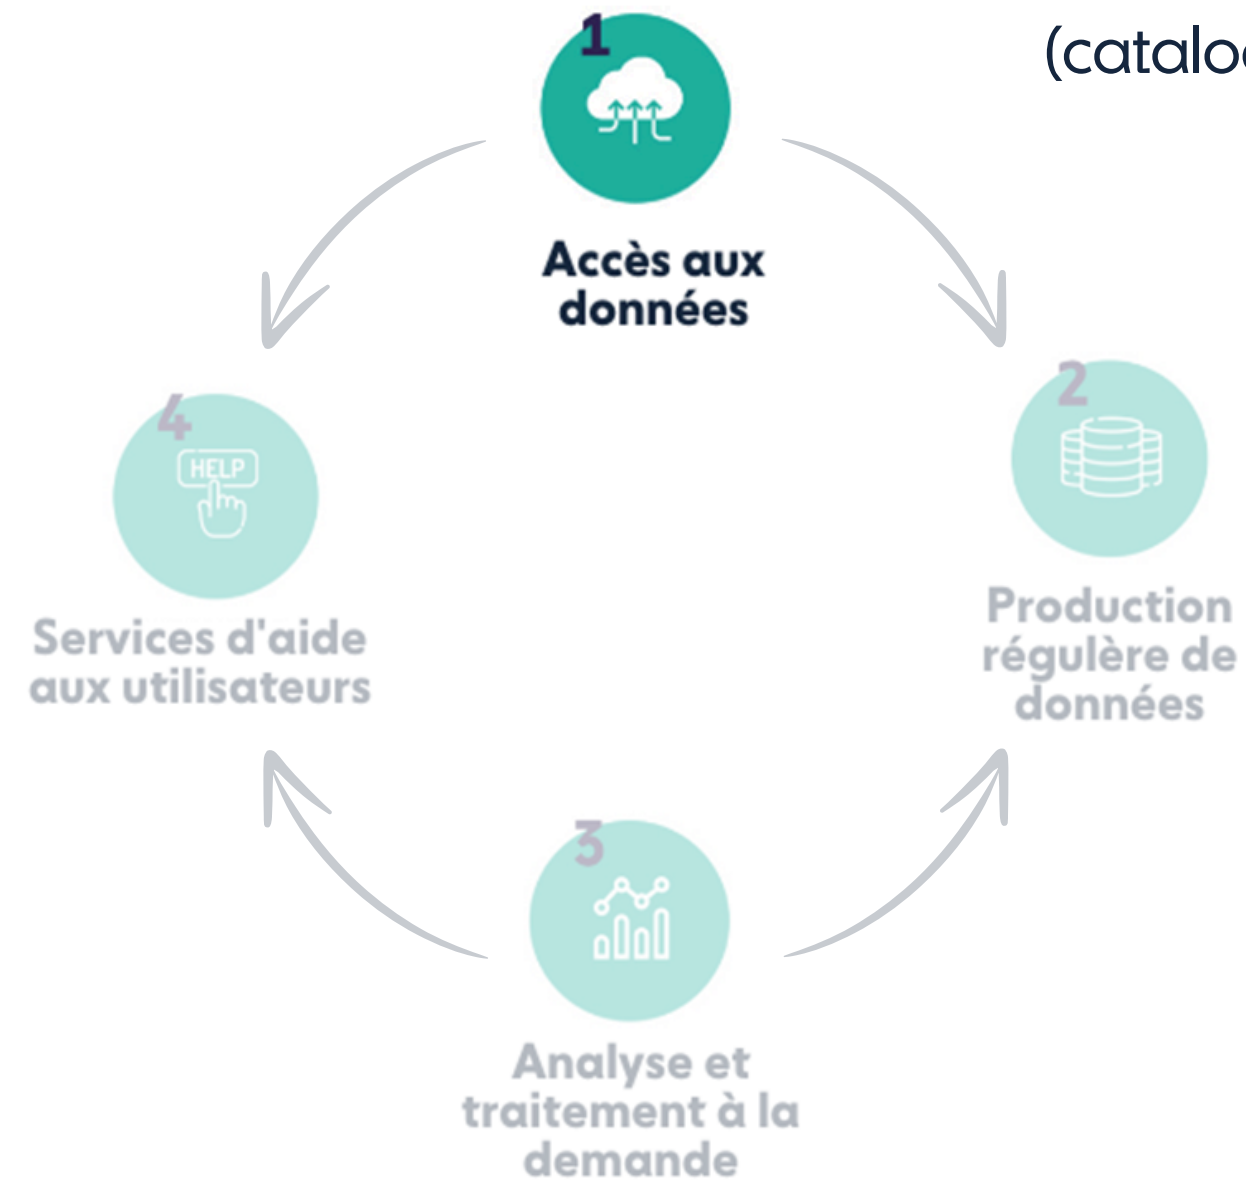 1
(catalo
Accès aux
données
2
Production
régulère de
données
4
HELP
Services d'aide
aux utilisateurs
3
Analyse et
traitement à la
demande